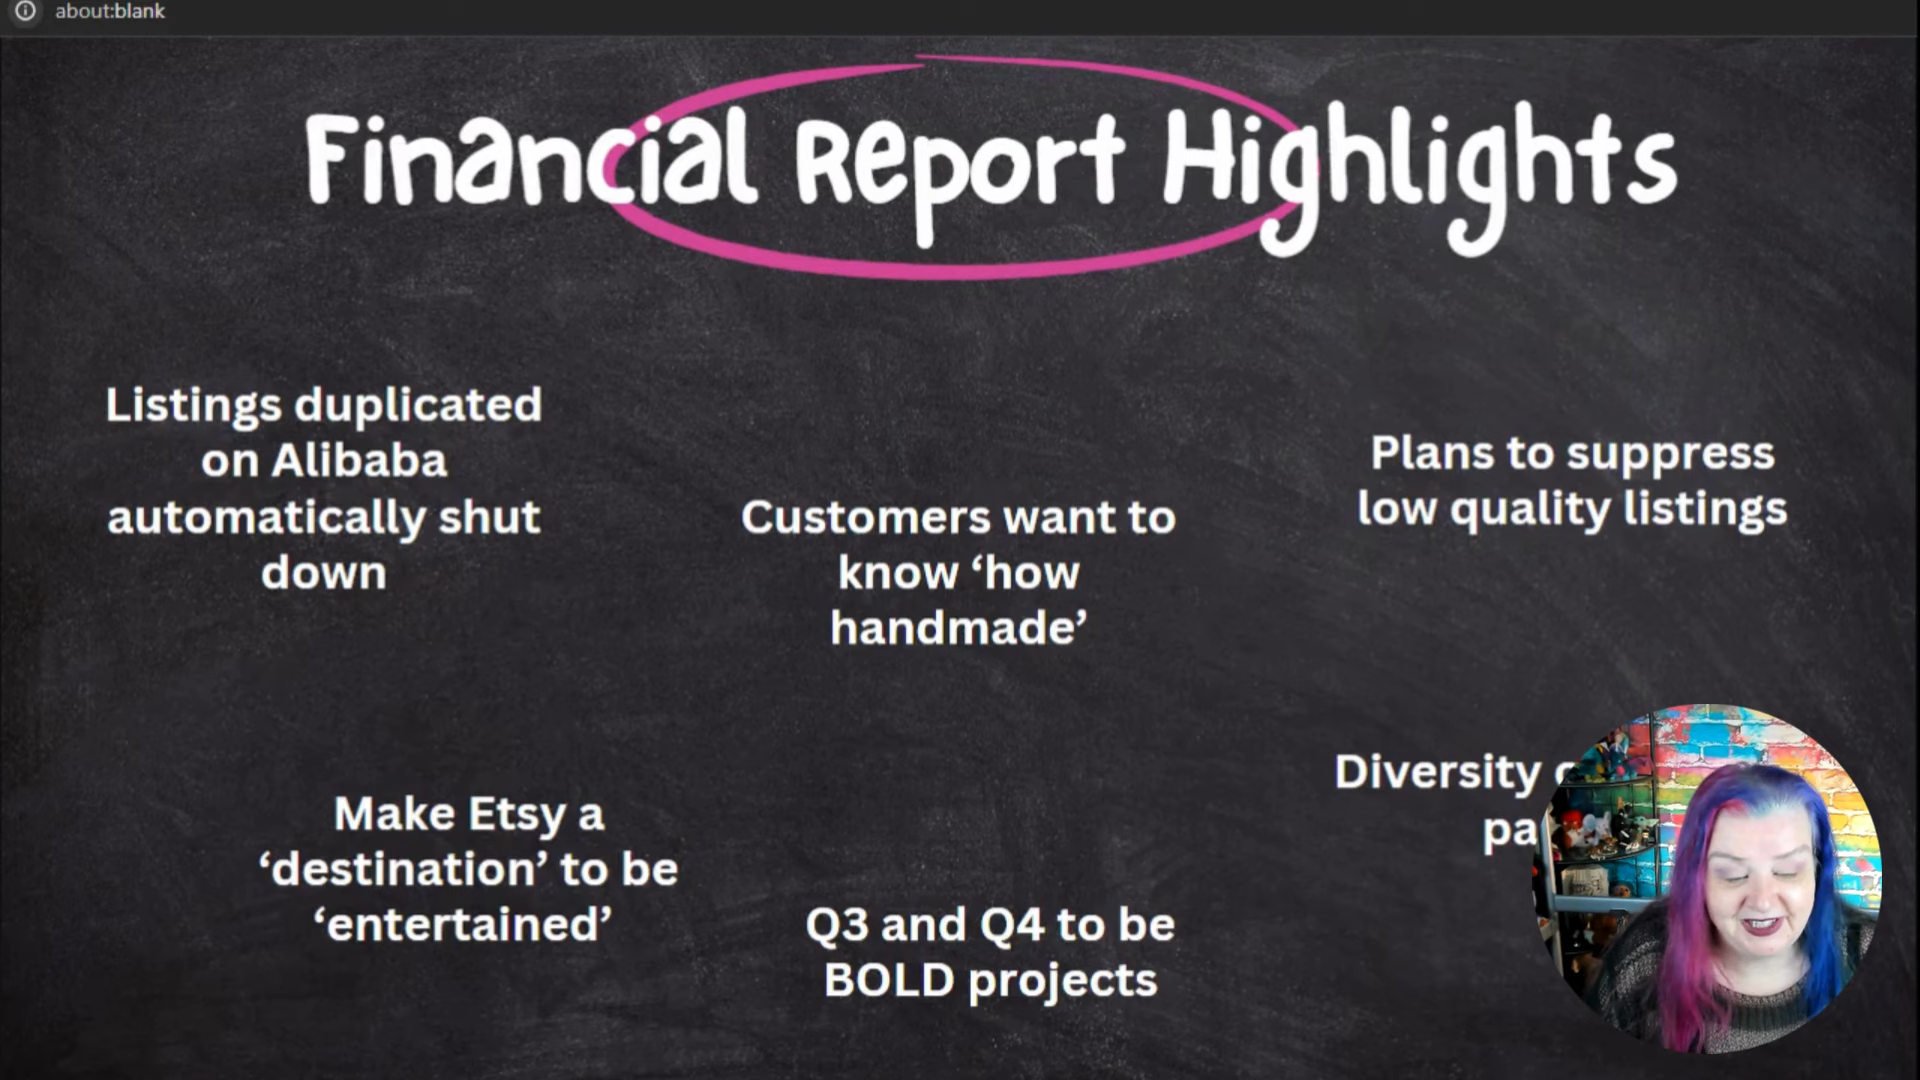 about:blank
Financial Report Highlights
Listings duplicated
on Alibaba
automatically shut
down
Customers want to
know ‘how
handmade’
Plans to suppress
low quality listings
Make Etsy a
‘destination’ to be
‘entertained’
Q3 and Q4 to be
BOLD projects
Diversity